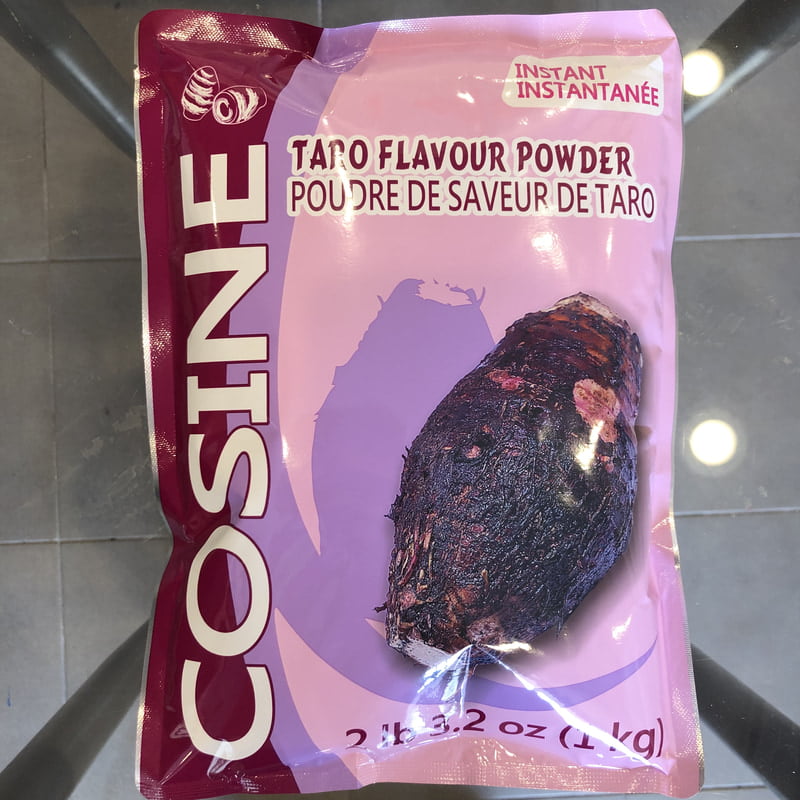 INSTANT
INSTANTANÉE
TARO FLAVOUR POWDER
POUDRE DE SAVEUR DE TARO
COSINE
2 lb 3.2 oz (1 kg)